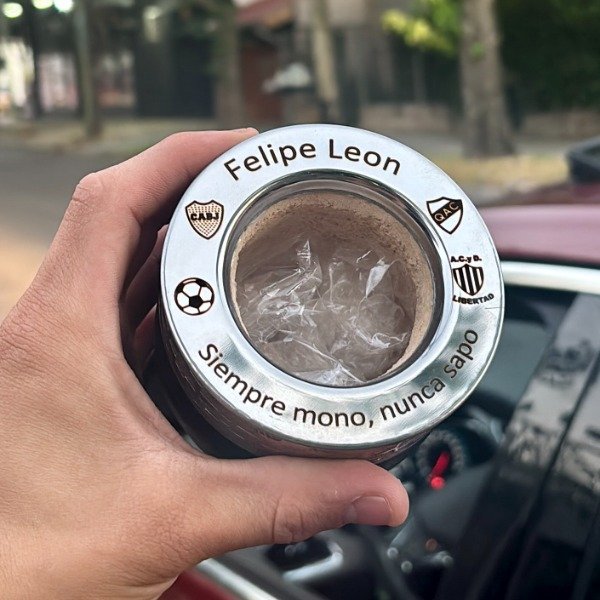 Felipe Leon
CABJ
QAC
A.C.y D.
LIBERTAD
Siempre mono, nunca sapo